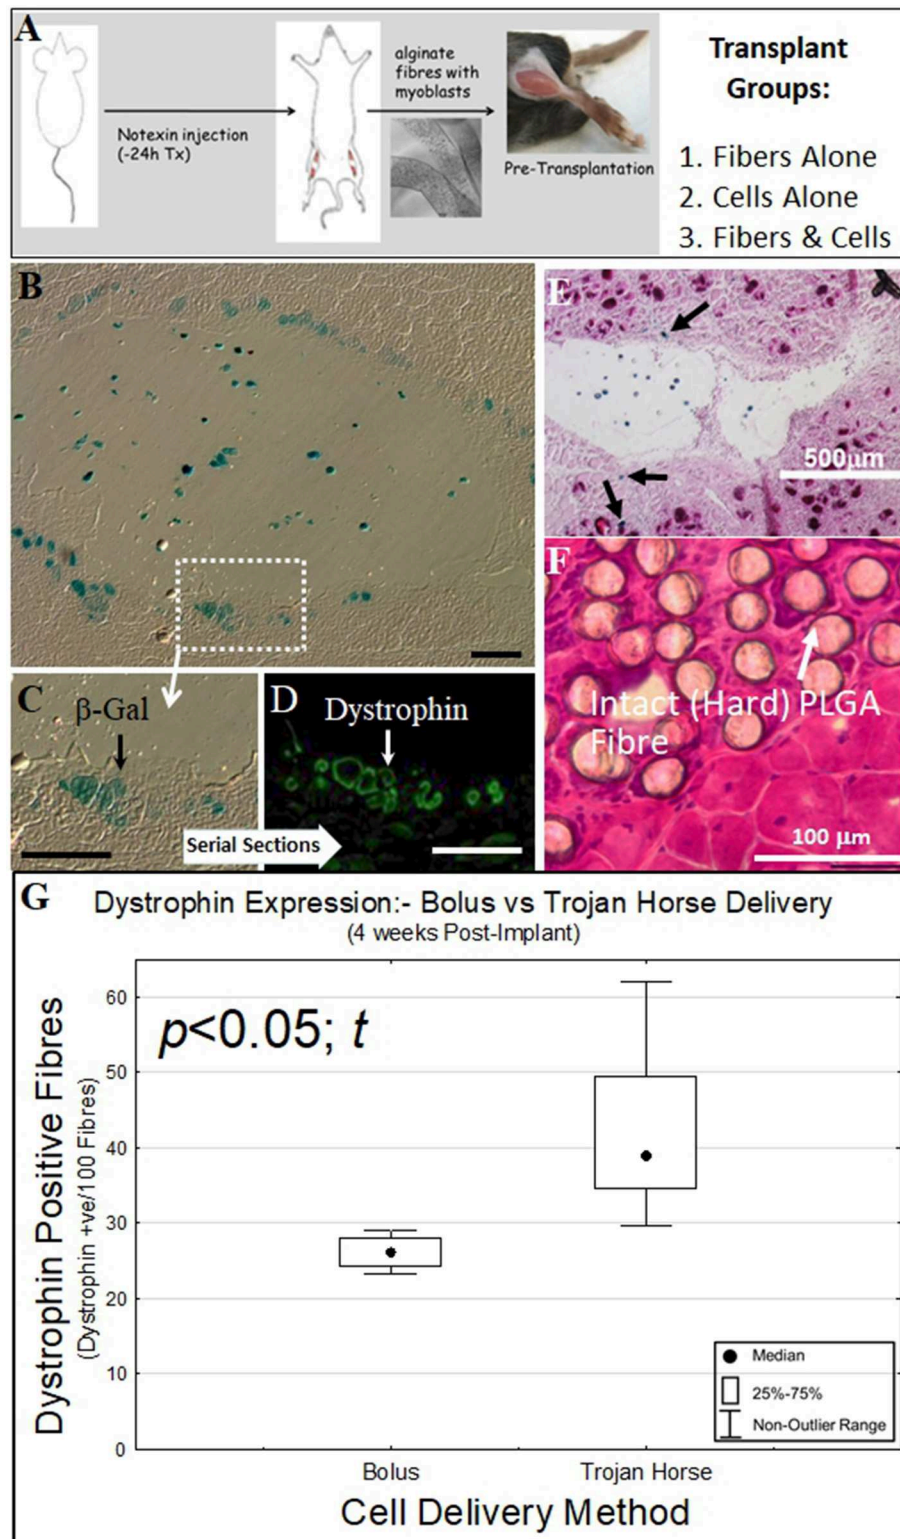 A
Notexin injection
(-24h Tx)
alginate
fibres with
myoblasts
Pre-Transplantation
Transplant
Groups:
1. Fibers Alone
2. Cells Alone
3. Fibers & Cells
B
C
β-Gal
D
Dystrophin
Serial Sections
E
500μm
F
Intact (Hard) PLGA
Fibre
100 μm
G
Dystrophin Expression:- Bolus vs Trojan Horse Delivery
(4 weeks Post-Implant)
Dystrophin Positive Fibres
(Dystrophin +ve/100 Fibres)
p<0.05; t
60
50
40
30
20
10
0
Median
25%-75%
Non-Outlier Range
Bolus
Trojan Horse
Cell Delivery Method